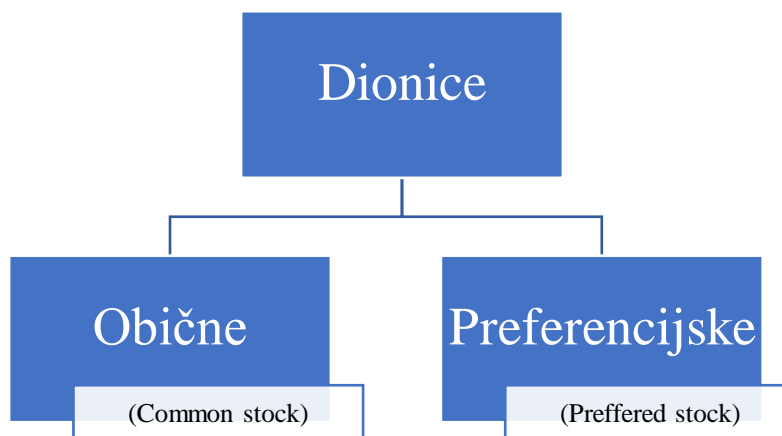 Dionice
Obične
Preferencijske
(Common stock)
(Preffered stock)